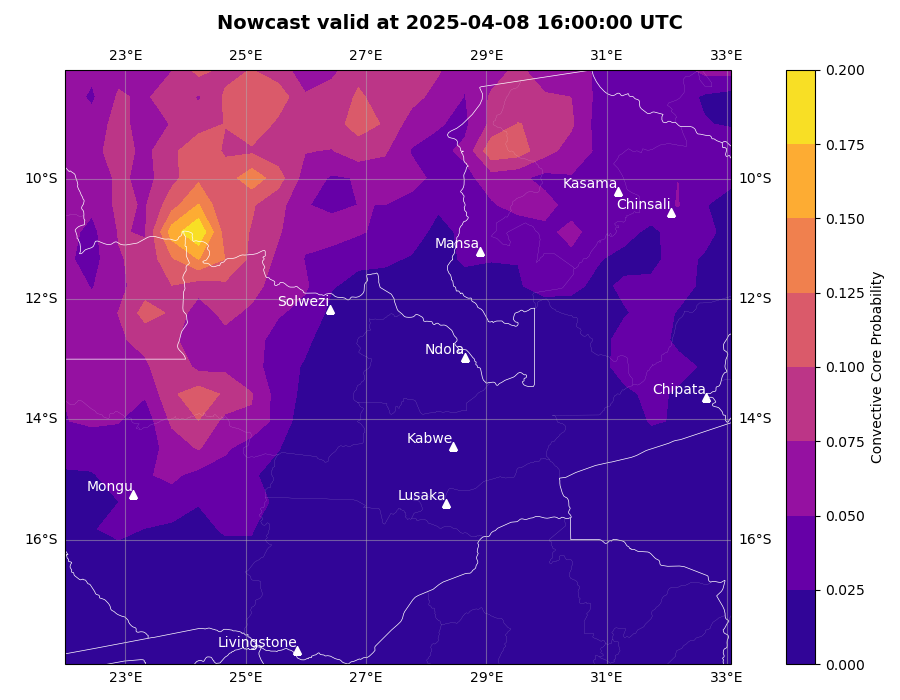 Nowcast valid at 2025-04-08 16:00:00 UTC
23°E 25°E 27°E 29°E 31°E 33°E
0.200
0.175
10°S Kasama 10°S
Chinsali
0.150
Mansa
12°S 12°S
Solwezi
0.125
Ndola
0.100
Chipata
14°S 14°S
Kabwe
0.075
Mongu
Lusaka
0.050
16°S 16°S
0.025
Livingstone
0.000
23°E 25°E 27°E 29°E 31°E 33°E
Convective Core Probability